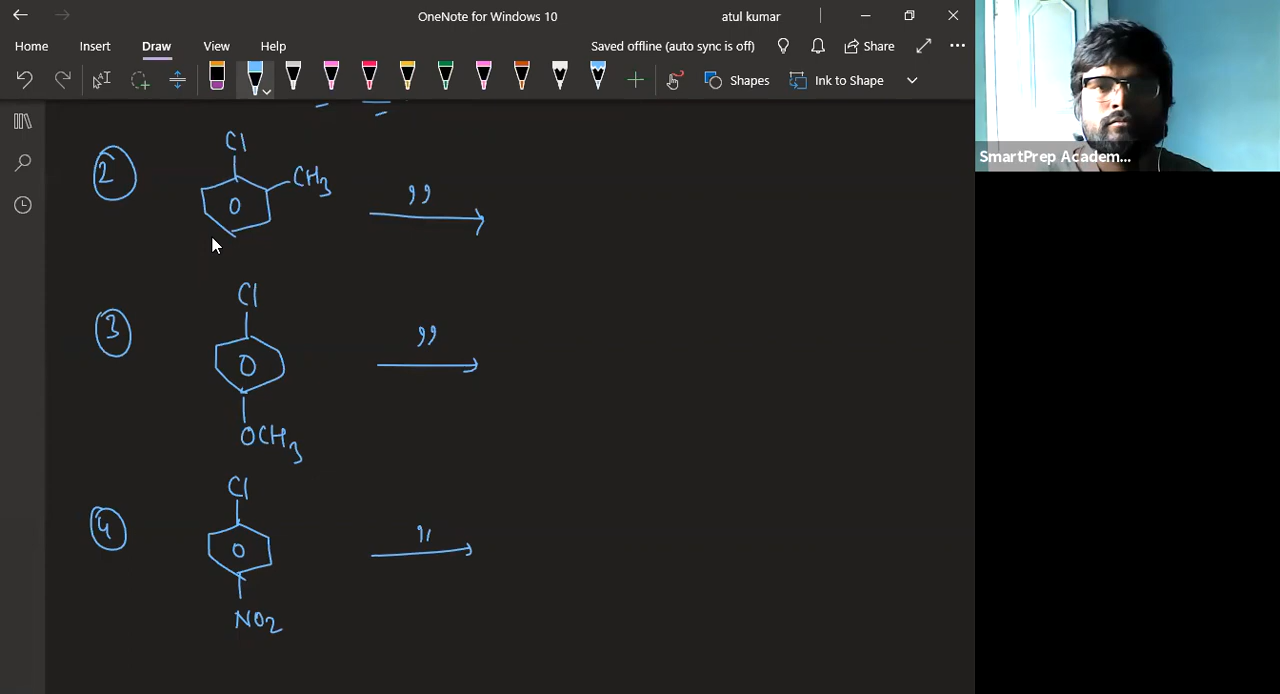 OneNote for Windows 10
atul kumar
Home Insert Draw View Help
Saved offline (auto sync is off)
Share
Shapes
Ink to Shape
SmartPrep Academ...
2
Cl
CH3
,,
3
Cl
,,
OCH3
4
Cl
,,
NO2